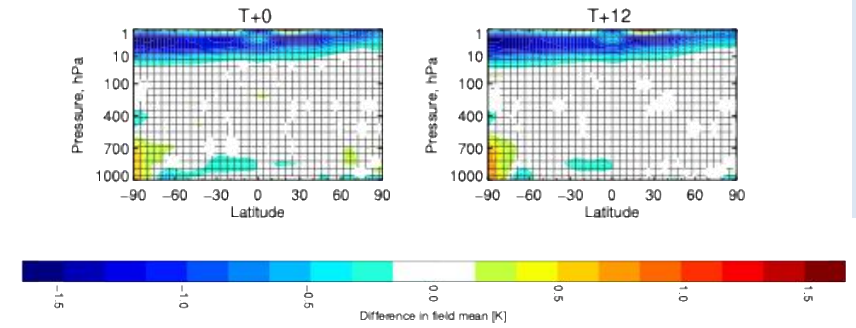 T+0 T+12
Pressure, hPa Pressure, hPa
1 1
10 10
100 100
400 400
700 700
1000 1000
−90 −60 −30 0 30 60 90 −90 −60 −30 0 30 60 90
Latitude Latitude
−1.5 −1.0 −0.5 0.0 0.5 1.0 1.5
Difference in field mean [K]